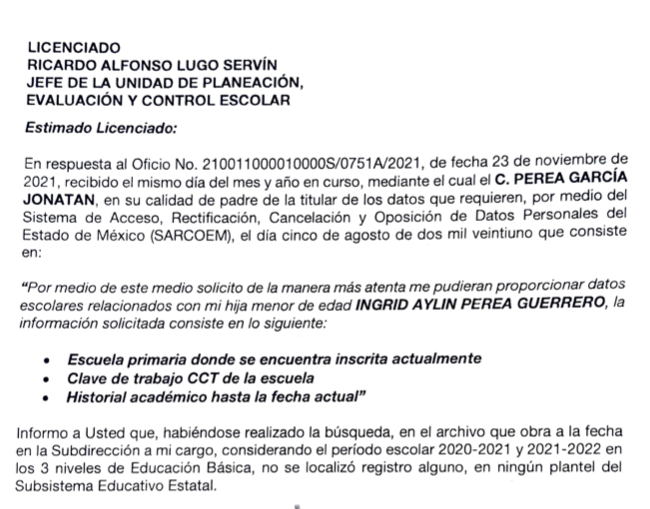 LICENCIADO
RICARDO ALFONSO LUGO SERVÍN
JEFE DE LA UNIDAD DE PLANEACIÓN,
EVALUACIÓN Y CONTROL ESCOLAR
Estimado Licenciado:
En respuesta al Oficio No. 210011000010000S/0751A/2021, de fecha 23 de noviembre de
2021, recibido el mismo día del mes y año en curso, mediante el cual el C. PEREA GARCÍA
JONATAN, en su calidad de padre de la titular de los datos que requieren, por medio del
Sistema de Acceso, Rectificación, Cancelación y Oposición de Datos Personales del
Estado de México (SARCOEM), el día cinco de agosto de dos mil veintiuno que consiste
en:
"Por medio de este medio solicito de la manera más atenta me pudieran proporcionar datos
escolares relacionados con mi hija menor de edad INGRID AYLIN PEREA GUERRERO, la
información solicitada consiste en lo siguiente:
• Escuela primaria donde se encuentra inscrita actualmente
• Clave de trabajo CCT de la escuela
• Historial académico hasta la fecha actual"
Informo a Usted que, habiéndose realizado la búsqueda, en el archivo que obra a la fecha
en la Subdirección a mi cargo, considerando el período escolar 2020-2021 y 2021-2022 en
los 3 niveles de Educación Básica, no se localizó registro alguno, en ningún plantel del
Subsistema Educativo Estatal.